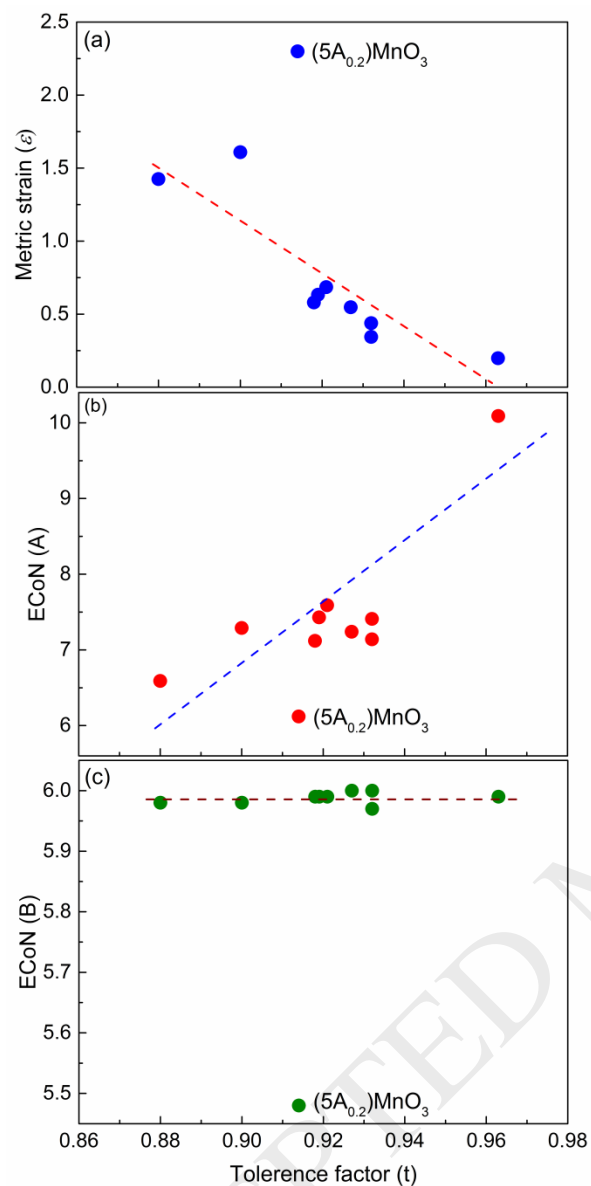 (a)
(5A0.2)MnO3
2.5
2.0
1.5
1.0
0.5
0.0
Metric strain (ε)
(b)
10
9
8
7
6
ECoN (A)
(5A0.2)MnO3
(c)
6.0
5.9
5.8
5.7
5.6
5.5
ECoN (B)
(5A0.2)MnO3
0.86 0.88 0.90 0.92 0.94 0.96 0.98
Tolerence factor (t)